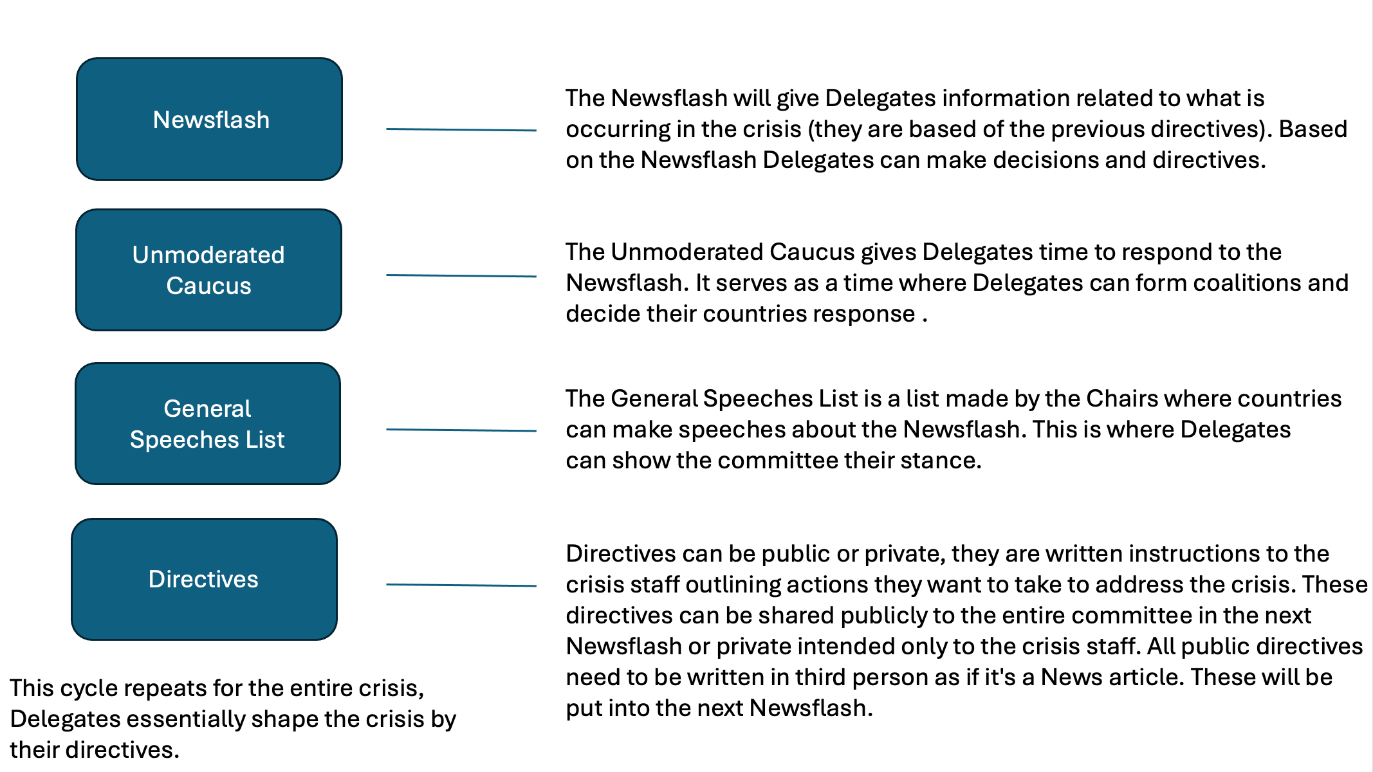 Newsflash
The Newsflash will give Delegates information related to what is
occurring in the crisis (they are based of the previous directives). Based
on the Newsflash Delegates can make decisions and directives.
Unmoderated
Caucus
The Unmoderated Caucus gives Delegates time to respond to the
Newsflash. It serves as a time where Delegates can form coalitions and
decide their countries response .
General
Speeches List
The General Speeches List is a list made by the Chairs where countries
can make speeches about the Newsflash. This is where Delegates
can show the committee their stance.
Directives
Directives can be public or private, they are written instructions to the
crisis staff outlining actions they want to take to address the crisis. These
directives can be shared publicly to the entire committee in the next
Newsflash or private intended only to the crisis staff. All public directives
need to be written in third person as if it's a News article. These will be
put into the next Newsflash.
This cycle repeats for the entire crisis,
Delegates essentially shape the crisis by
their directives.